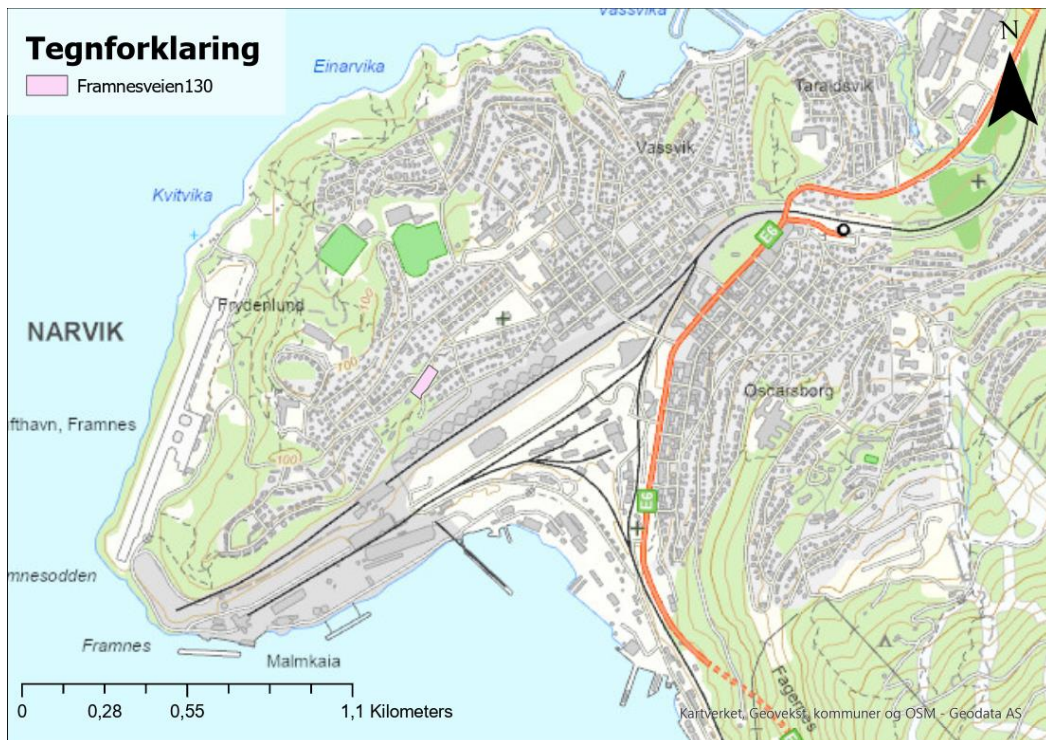 Tegnforklaring
Framnesveien130
Vassvika
N
Einarvika
Taraldsvik
Vassvik
Kvitvika
E6
Frydenlund
100
NARVIK
100
Oscarsborg
fthavn, Framnes
100
E6
mnesodden
Framnes
Malmkaia
Fagernes
0
0,28
0,55
1,1 Kilometers
Kartverket, Geovekst, kommuner og OSM - Geodata AS